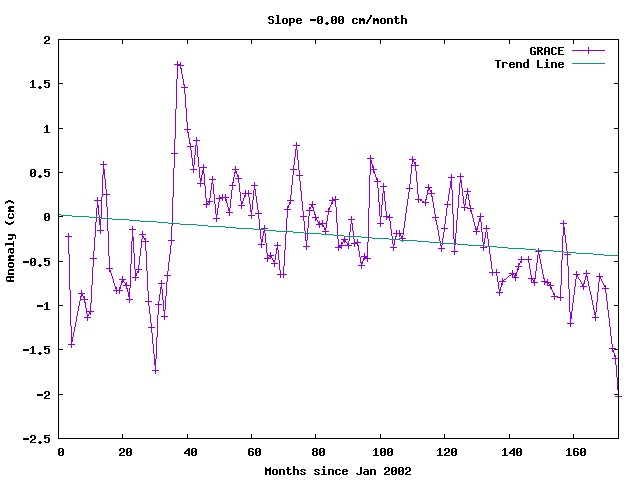 Slope -0.00 cm/month
GRACE
Trend Line
2
1.5
1
0.5
0
-0.5
-1
-1.5
-2
-2.5
Anomaly (cm)
0 20 40 60 80 100 120 140 160
Months since Jan 2002